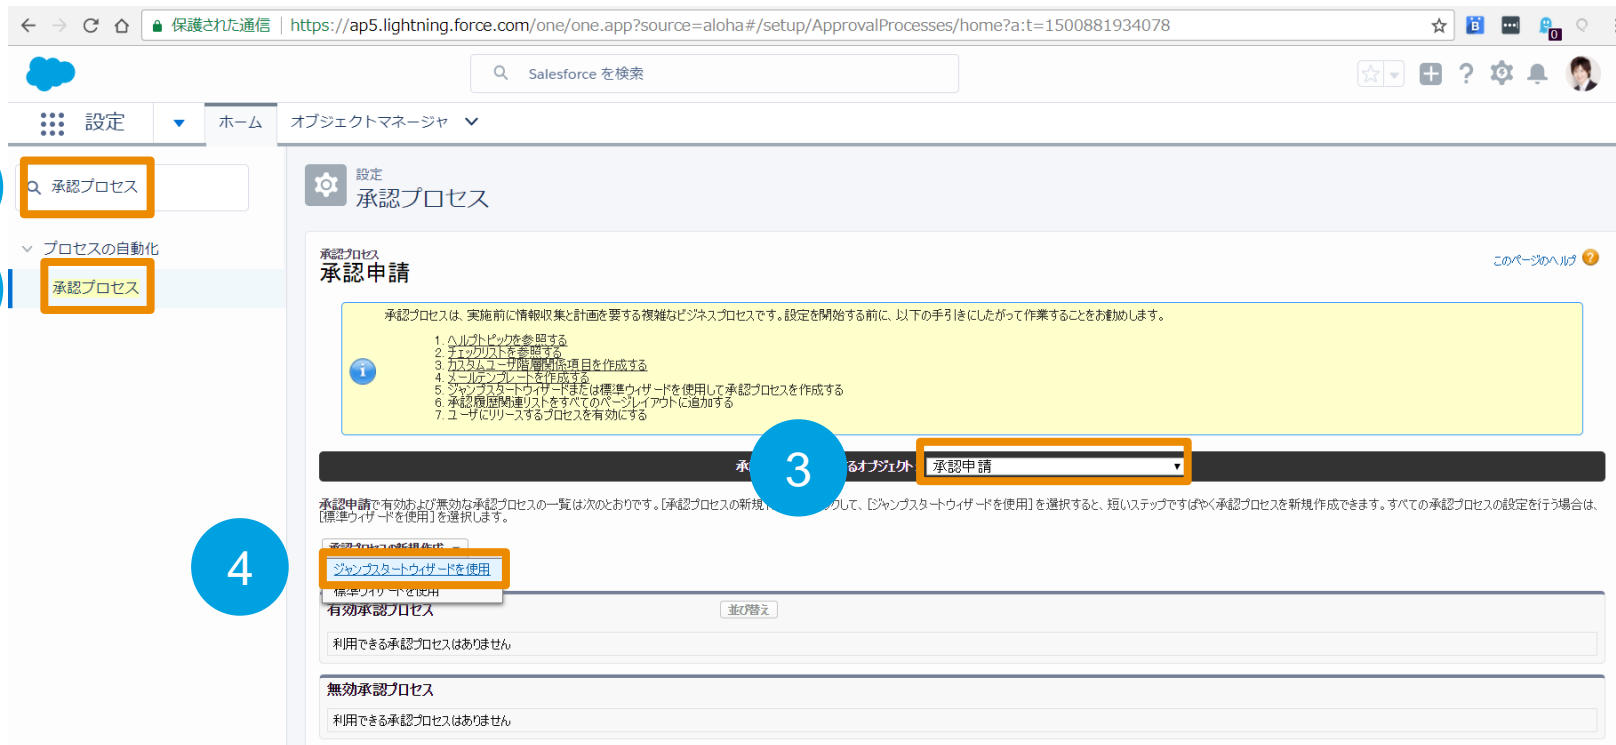 保護された通信 https://ap5.lightning.force.com/one/one.app?source=aloha#/setup/ApprovalProcesses/home?a:t=1500881934078
0
Salesforce を検索
設定 ホーム オブジェクトマネージャ
承認プロセス
プロセスの自動化
承認プロセス
設定
承認プロセス
承認プロセス
承認申請
このページのヘルプ
承認プロセスは、実施前に情報収集と計画を要する複雑なビジネスプロセスです。設定を開始する前に、以下の手引きにしたがって作業することをお勧めします。
1. ヘルプトピックを参照する
2. チェックリストを参照する
3. カスタムユーザ階層関係項目を作成する
4. メールテンプレートを作成する
5. ジャンプスタートウィザードまたは標準ウィザードを使用して承認プロセスを作成する
6. 承認履歴関連リストをすべてのページレイアウトに追加する
7. ユーザにリリースするプロセスを有効にする
3
承 るオブジェクト: 承認申請
承認申請で有効および無効な承認プロセスの一覧は次のとおりです。[承認プロセスの新規作 クして、[ジャンプスタートウィザードを使用] を選択すると、短いステップですばやく承認プロセスを新規作成できます。すべての承認プロセスの設定を行う場合は、
[標準ウィザードを使用] を選択します。
承認プロセスの新規作成
4
ジャンプスタートウィザードを使用
標準ウィザードを使用
有効承認プロセス 並び替え
利用できる承認プロセスはありません
無効承認プロセス
利用できる承認プロセスはありません